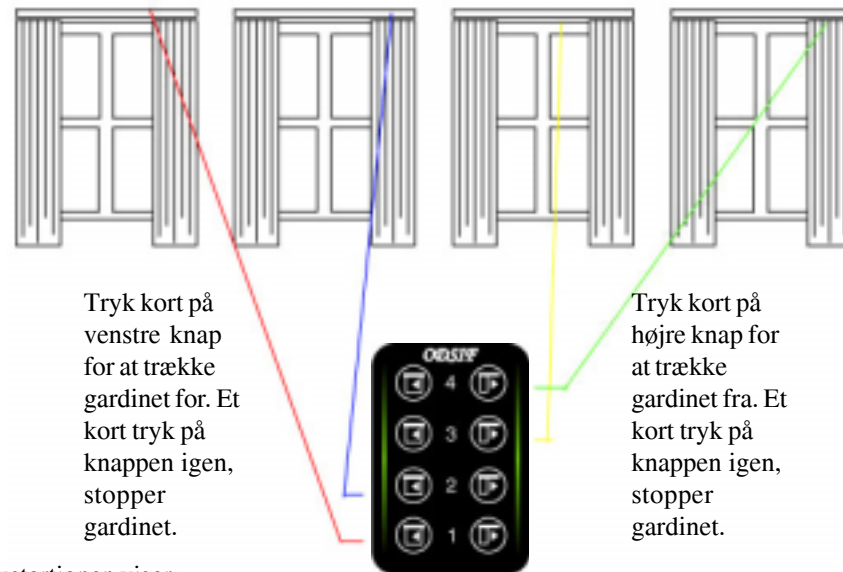 Tryk kort på
venstre knap
for at trække
gardinet for. Et
kort tryk på
knappen igen,
stopper
gardinet.
Tryk kort på
højre knap for
at trække
gardinet fra. Et
kort tryk på
knappen igen,
stopper
gardinet.
4
3
2
1